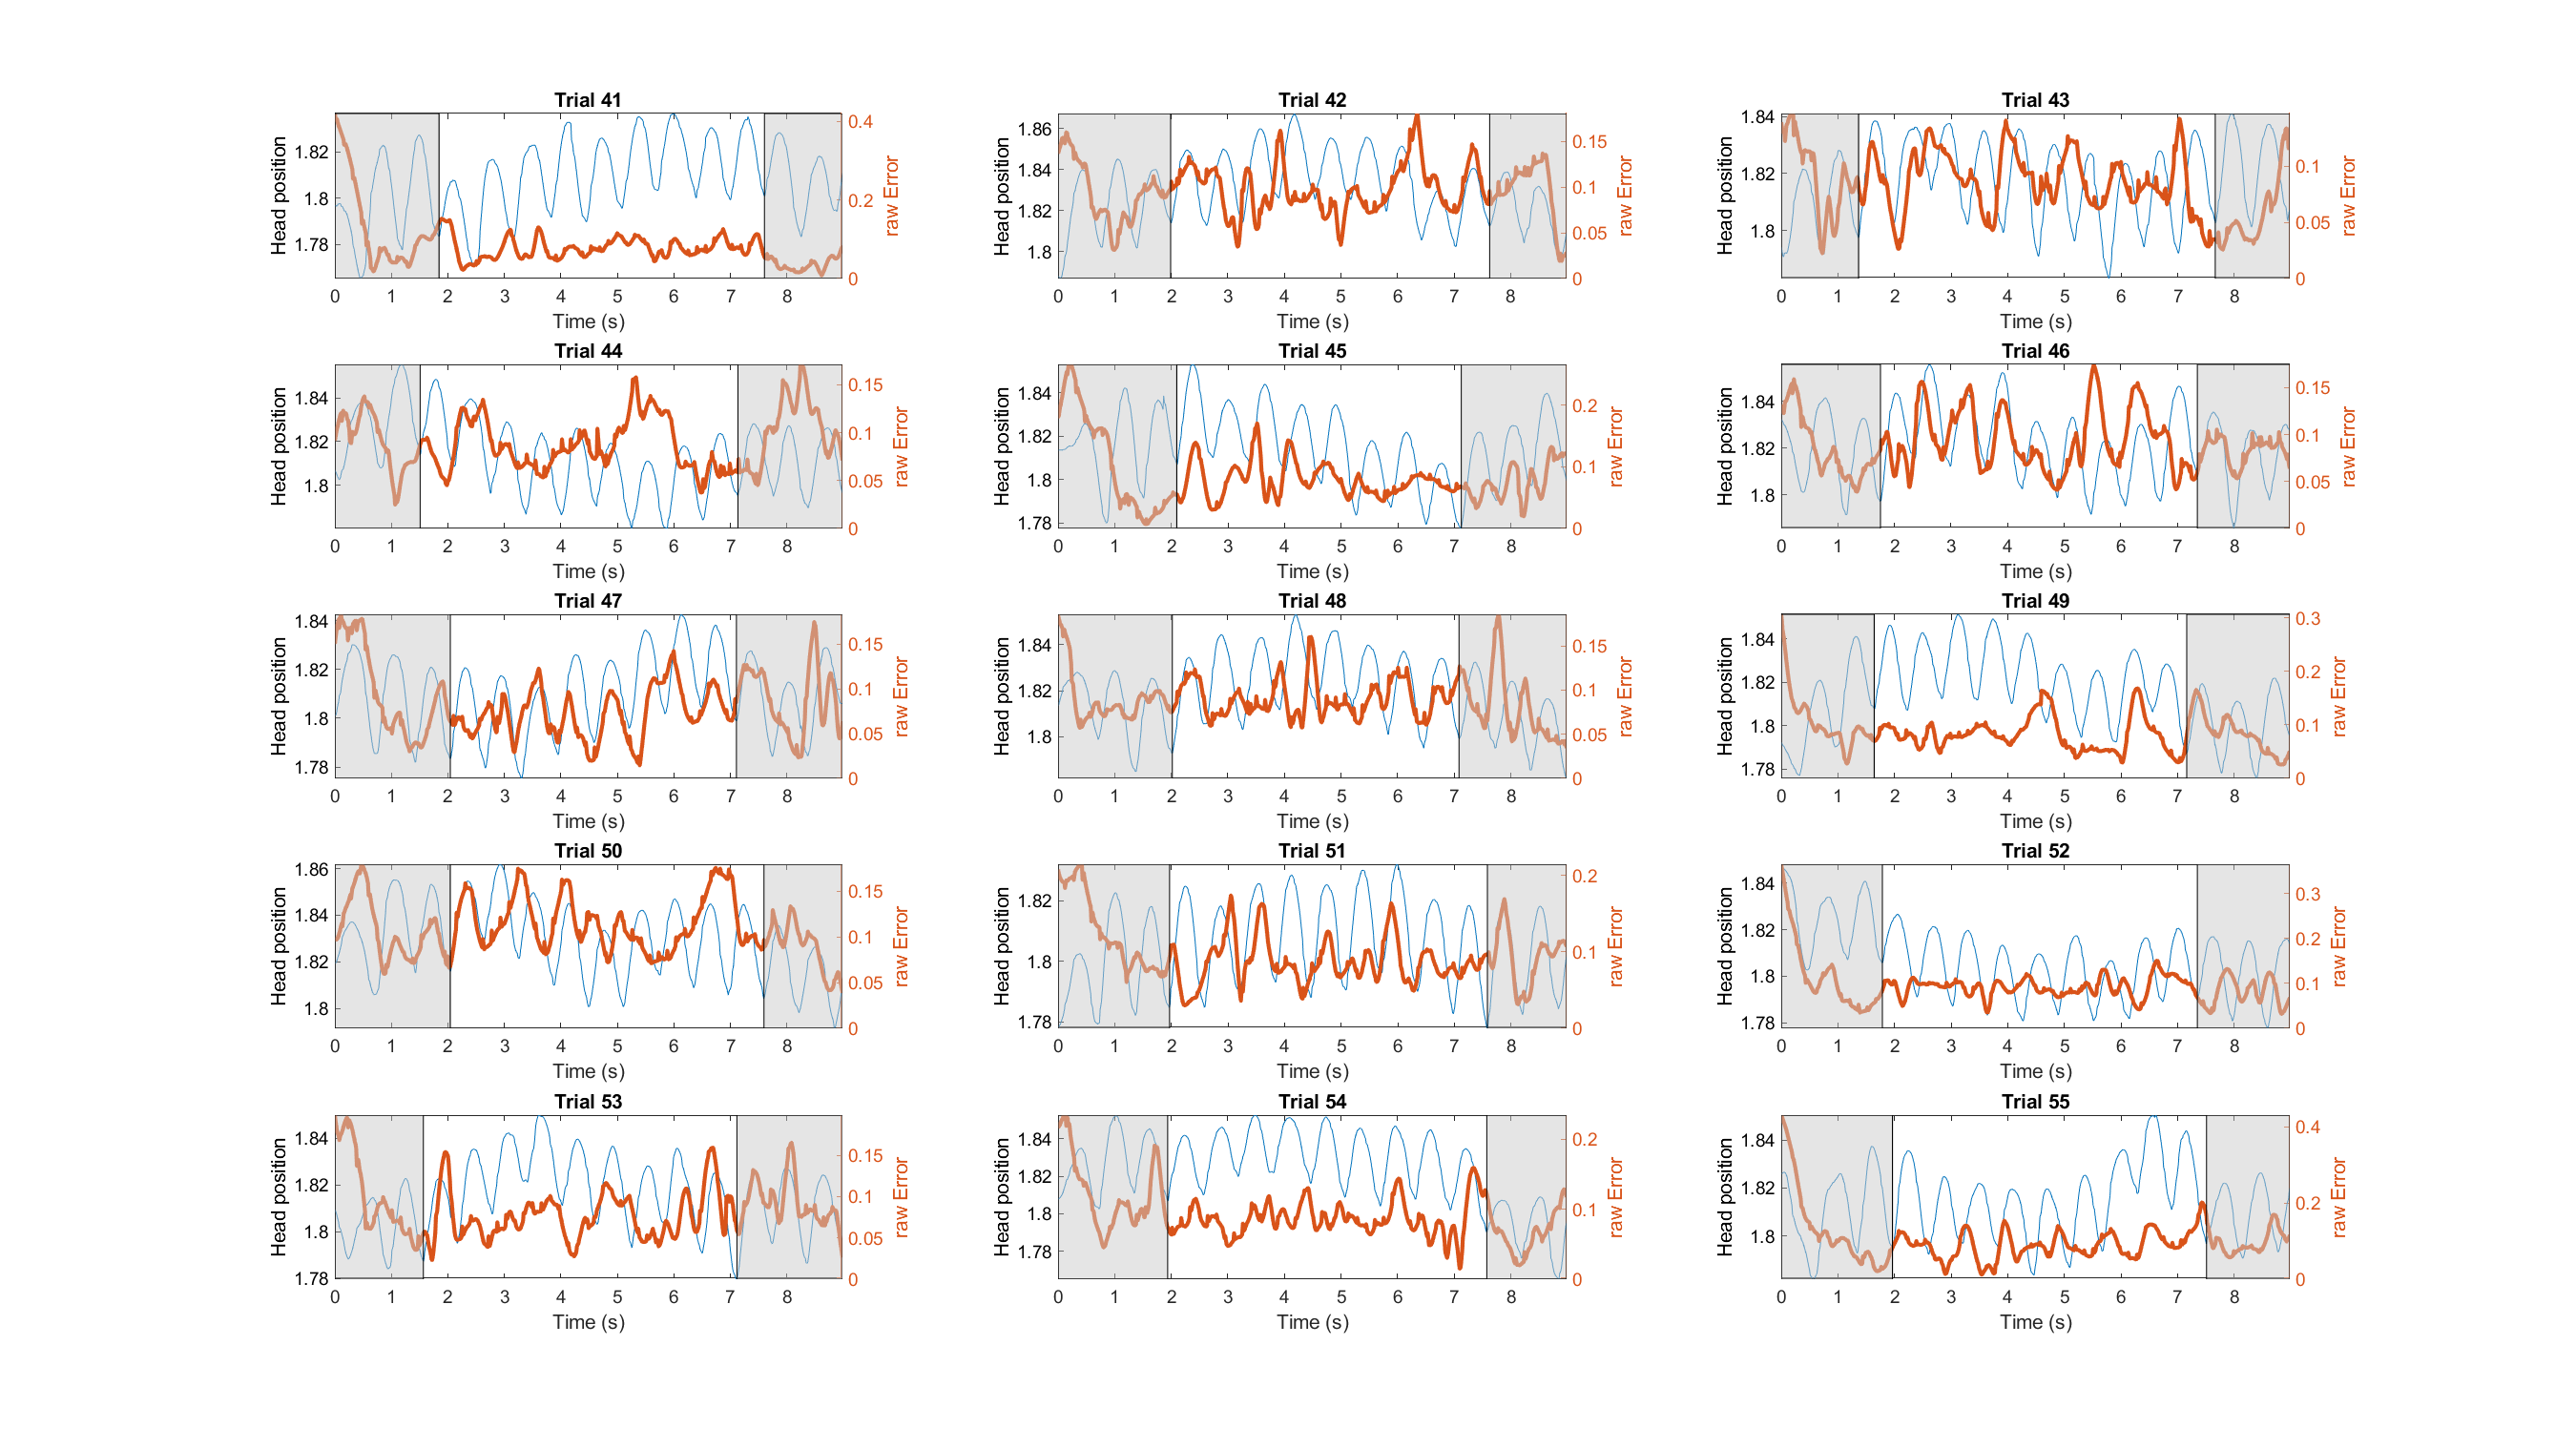 Trial 41 Trial 42 Trial 43
Head position 1.82 1.8 1.78 0.4 0.2 0 raw Error Head position 1.86 1.84 1.82 1.8 0.15 0.1 0.05 0 raw Error Head position 1.84 1.82 1.8 0.1 0.05 0 raw Error
0 1 2 3 4 5 6 7 8 0 1 2 3 4 5 6 7 8 0 1 2 3 4 5 6 7 8
Time (s) Time (s) Time (s)
Trial 44 Trial 45 Trial 46
Head position 1.84 1.82 1.8 0.15 0.1 0.05 0 raw Error Head position 1.84 1.82 1.8 1.78 0.2 0.1 0 raw Error Head position 1.84 1.82 1.8 0.15 0.1 0.05 0 raw Error
0 1 2 3 4 5 6 7 8 0 1 2 3 4 5 6 7 8 0 1 2 3 4 5 6 7 8
Time (s) Time (s) Time (s)
Trial 47 Trial 48 Trial 49
Head position 1.84 1.82 1.8 1.78 0.15 0.1 0.05 0 raw Error Head position 1.84 1.82 1.8 0.15 0.1 0.05 0 raw Error Head position 1.84 1.82 1.8 1.78 0.3 0.2 0.1 0 raw Error
0 1 2 3 4 5 6 7 8 0 1 2 3 4 5 6 7 8 0 1 2 3 4 5 6 7 8
Time (s) Time (s) Time (s)
Trial 50 Trial 51 Trial 52
Head position 1.86 1.84 1.82 1.8 0.15 0.1 0.05 0 raw Error Head position 1.82 1.8 1.78 0.2 0.1 0 raw Error Head position 1.84 1.82 1.8 1.78 0.3 0.2 0.1 0 raw Error
0 1 2 3 4 5 6 7 8 0 1 2 3 4 5 6 7 8 0 1 2 3 4 5 6 7 8
Time (s) Time (s) Time (s)
Trial 53 Trial 54 Trial 55
Head position 1.84 1.82 1.8 1.78 0.15 0.1 0.05 0 raw Error Head position 1.84 1.82 1.8 1.78 0.2 0.1 0 raw Error Head position 1.84 1.82 1.8 0.4 0.2 0 raw Error
0 1 2 3 4 5 6 7 8 0 1 2 3 4 5 6 7 8 0 1 2 3 4 5 6 7 8
Time (s) Time (s) Time (s)